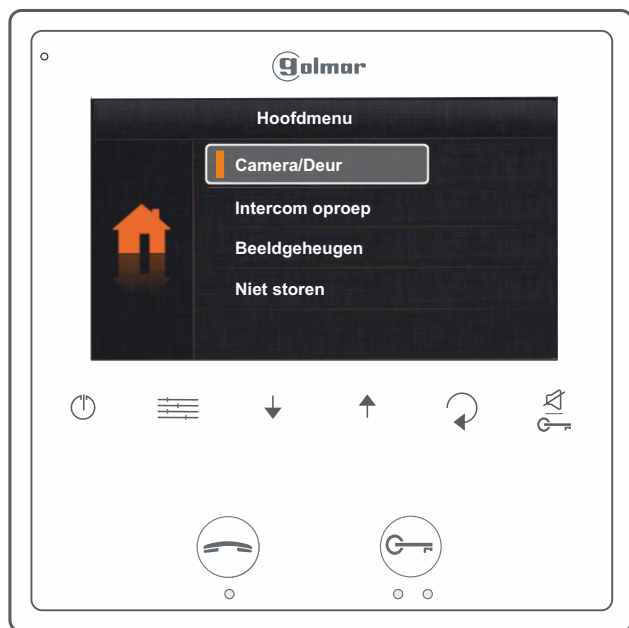 golmar
Hoofdmenu
Camera/Deur
Intercom oproep
Beeldgeheugen
Niet storen